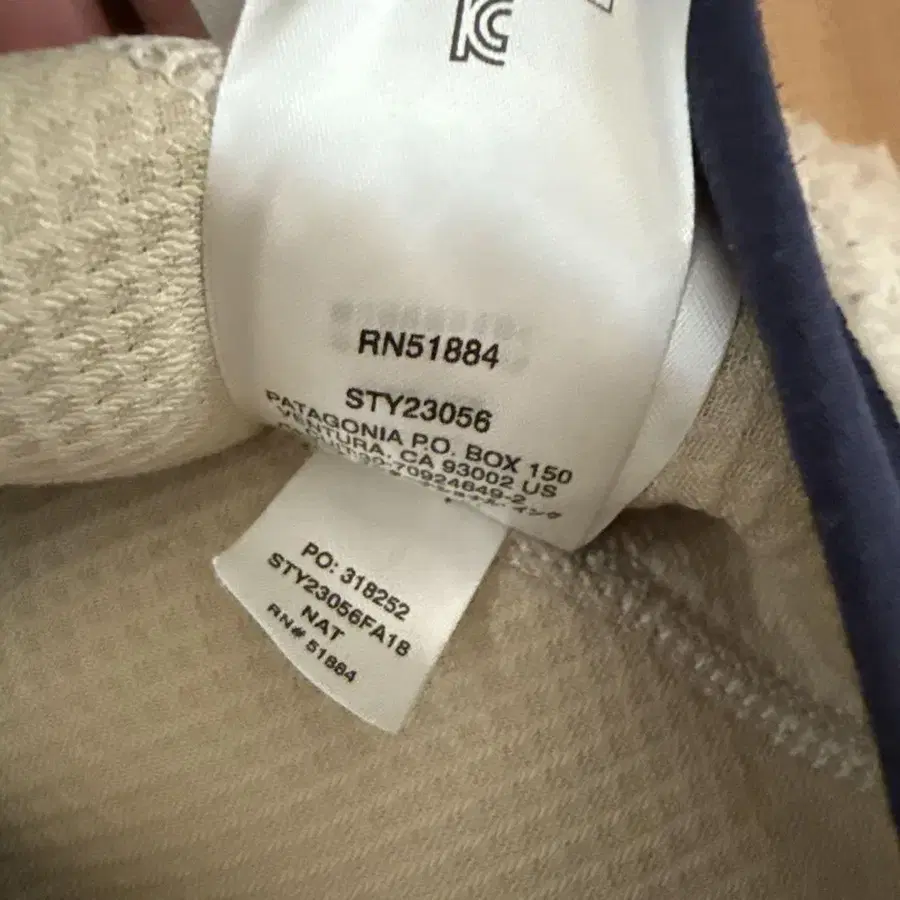 RN51884
STY23056
PATAGONIA P.O. BOX 150
VENTURA, CA 93002 US
PO: 318252
STY23056FA18
NAT
RN# 51884